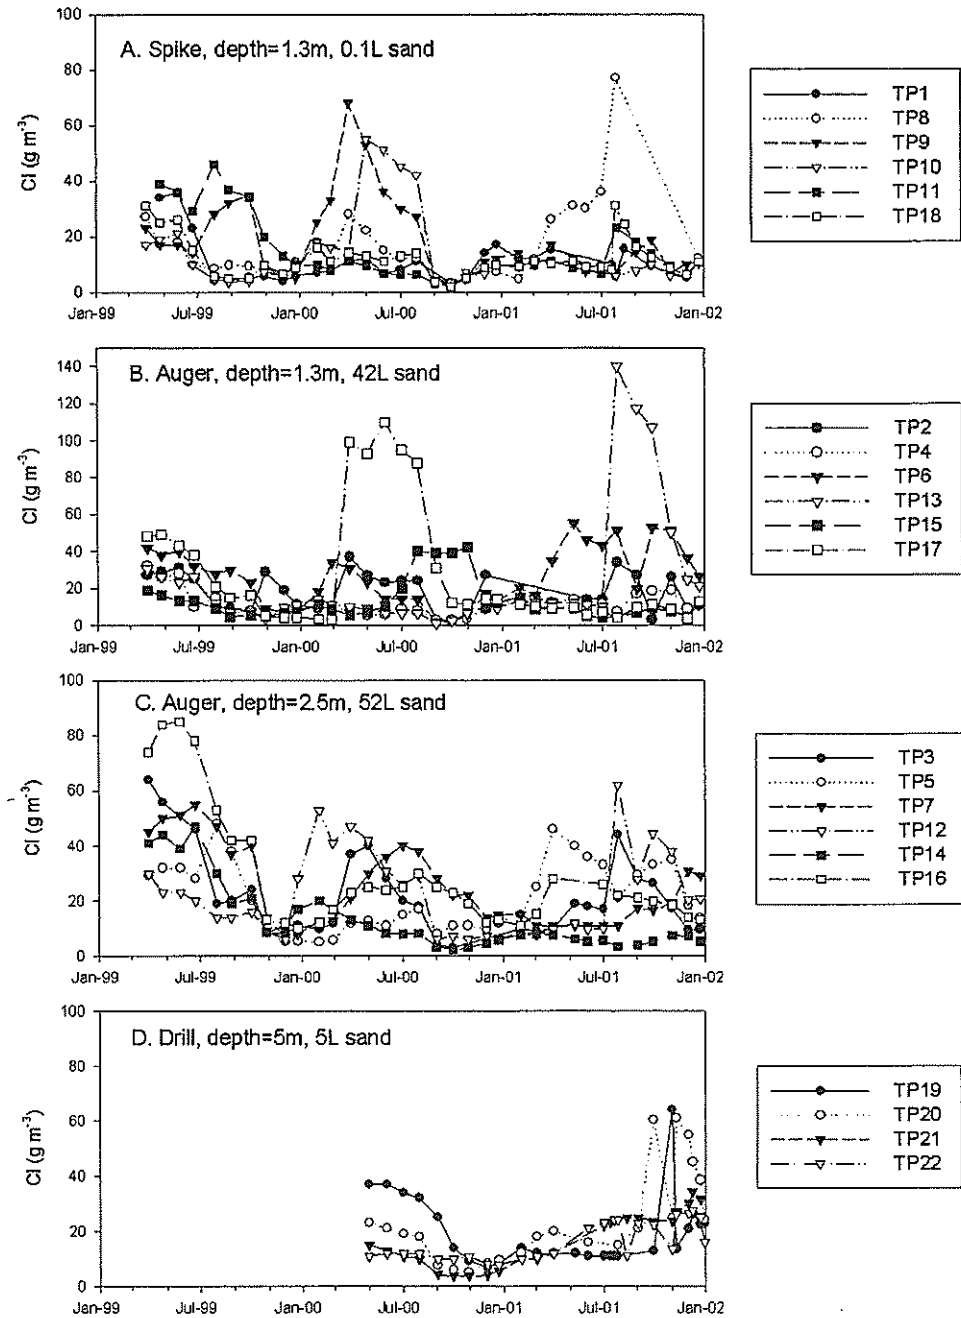 A. Spike, depth=1.3m, 0.1L sand
Cl (g m⁻³)
100
80
60
40
20
0
Jan-99 Jul-99 Jan-00 Jul-00 Jan-01 Jul-01 Jan-02
TP1
TP8
TP9
TP10
TP11
TP18
B. Auger, depth=1.3m, 42L sand
Cl (g m⁻³)
140
120
100
80
60
40
20
0
Jan-99 Jul-99 Jan-00 Jul-00 Jan-01 Jul-01 Jan-02
TP2
TP4
TP6
TP13
TP15
TP17
C. Auger, depth=2.5m, 52L sand
Cl (g m⁻³)
100
80
60
40
20
0
Jan-99 Jul-99 Jan-00 Jul-00 Jan-01 Jul-01 Jan-02
TP3
TP5
TP7
TP12
TP14
TP16
D. Drill, depth=5m, 5L sand
Cl (g m⁻³)
100
80
60
40
20
0
Jan-99 Jul-99 Jan-00 Jul-00 Jan-01 Jul-01 Jan-02
TP19
TP20
TP21
TP22